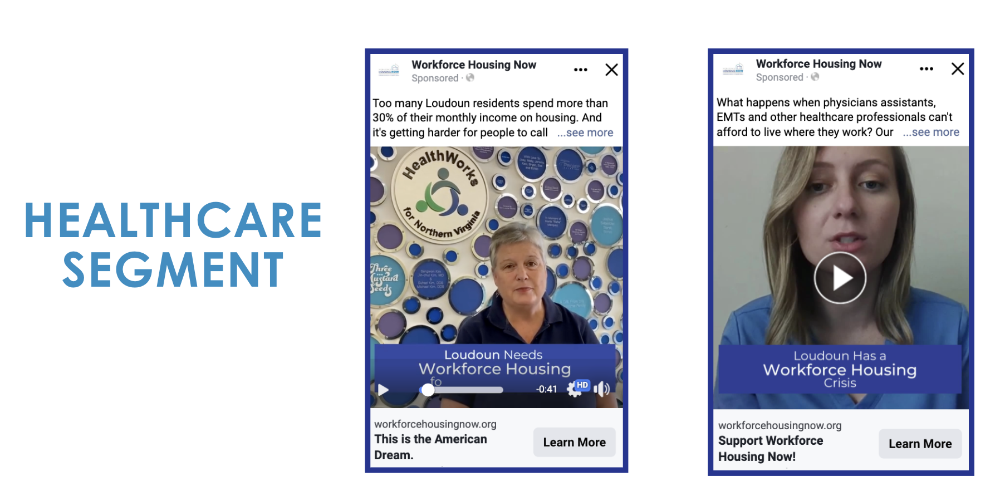 HEALTHCARE
SEGMENT
Workforce Housing Now
Sponsored ·
HOUSING NOW
Too many Loudoun residents spend more than
30% of their monthly income on housing. And
it's getting harder for people to call ...see more
HealthWorks
for Northern Virginia
Three
Mustard
Seeds
Loudoun Needs
Workforce Housing
fo
-0:41
HD
workforcehousingnow.org
This is the American
Dream.
Learn More
Workforce Housing Now
Sponsored ·
HOUSING NOW
What happens when physicians assistants,
EMTs and other healthcare professionals can't
afford to live where they work? Our ...see more
Loudoun Has a
Workforce Housing
Crisis
workforcehousingnow.org
Support Workforce
Housing Now!
Learn More